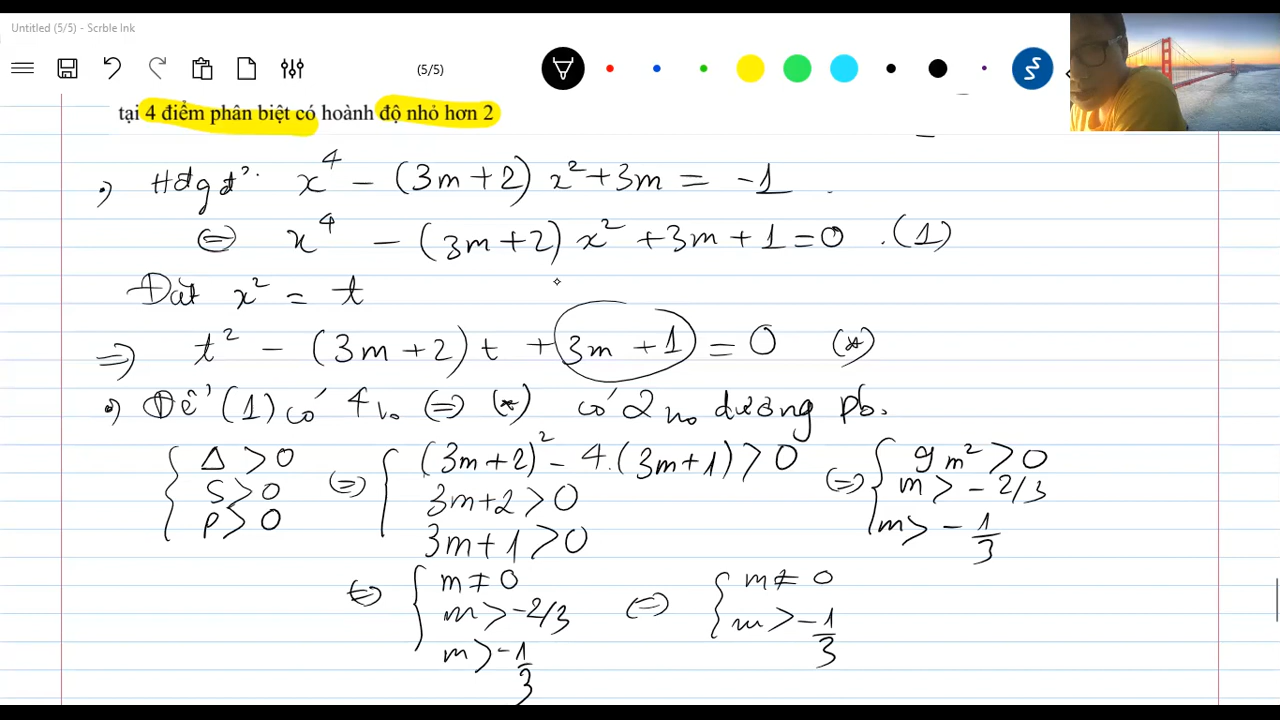 Untitled (5/5) - Scrble Ink
(5/5)
tại 4 điểm phân biệt có hoành độ nhỏ hơn 2
Hđgđ: x⁴ - (3m+2) x² + 3m = -1
⇔ x⁴ - (3m+2) x² + 3m + 1 = 0 . (1)
Đặt x² = t
⇒ t² - (3m+2) t + 3m + 1 = 0 (*)
Để (1) có 4 no ⇔ (*) có 2 no dương pb.
{ Δ > 0 ⇔ { (3m+2)² - 4.(3m+1) > 0 ⇔ { 9m² > 0
S > 0 3m+2 > 0 m > -2/3
P > 0 3m+1 > 0 m > -1/3
⇔ { m ≠ 0 ⇔ { m ≠ 0
m > -2/3 m > -1/3
m > -1/3